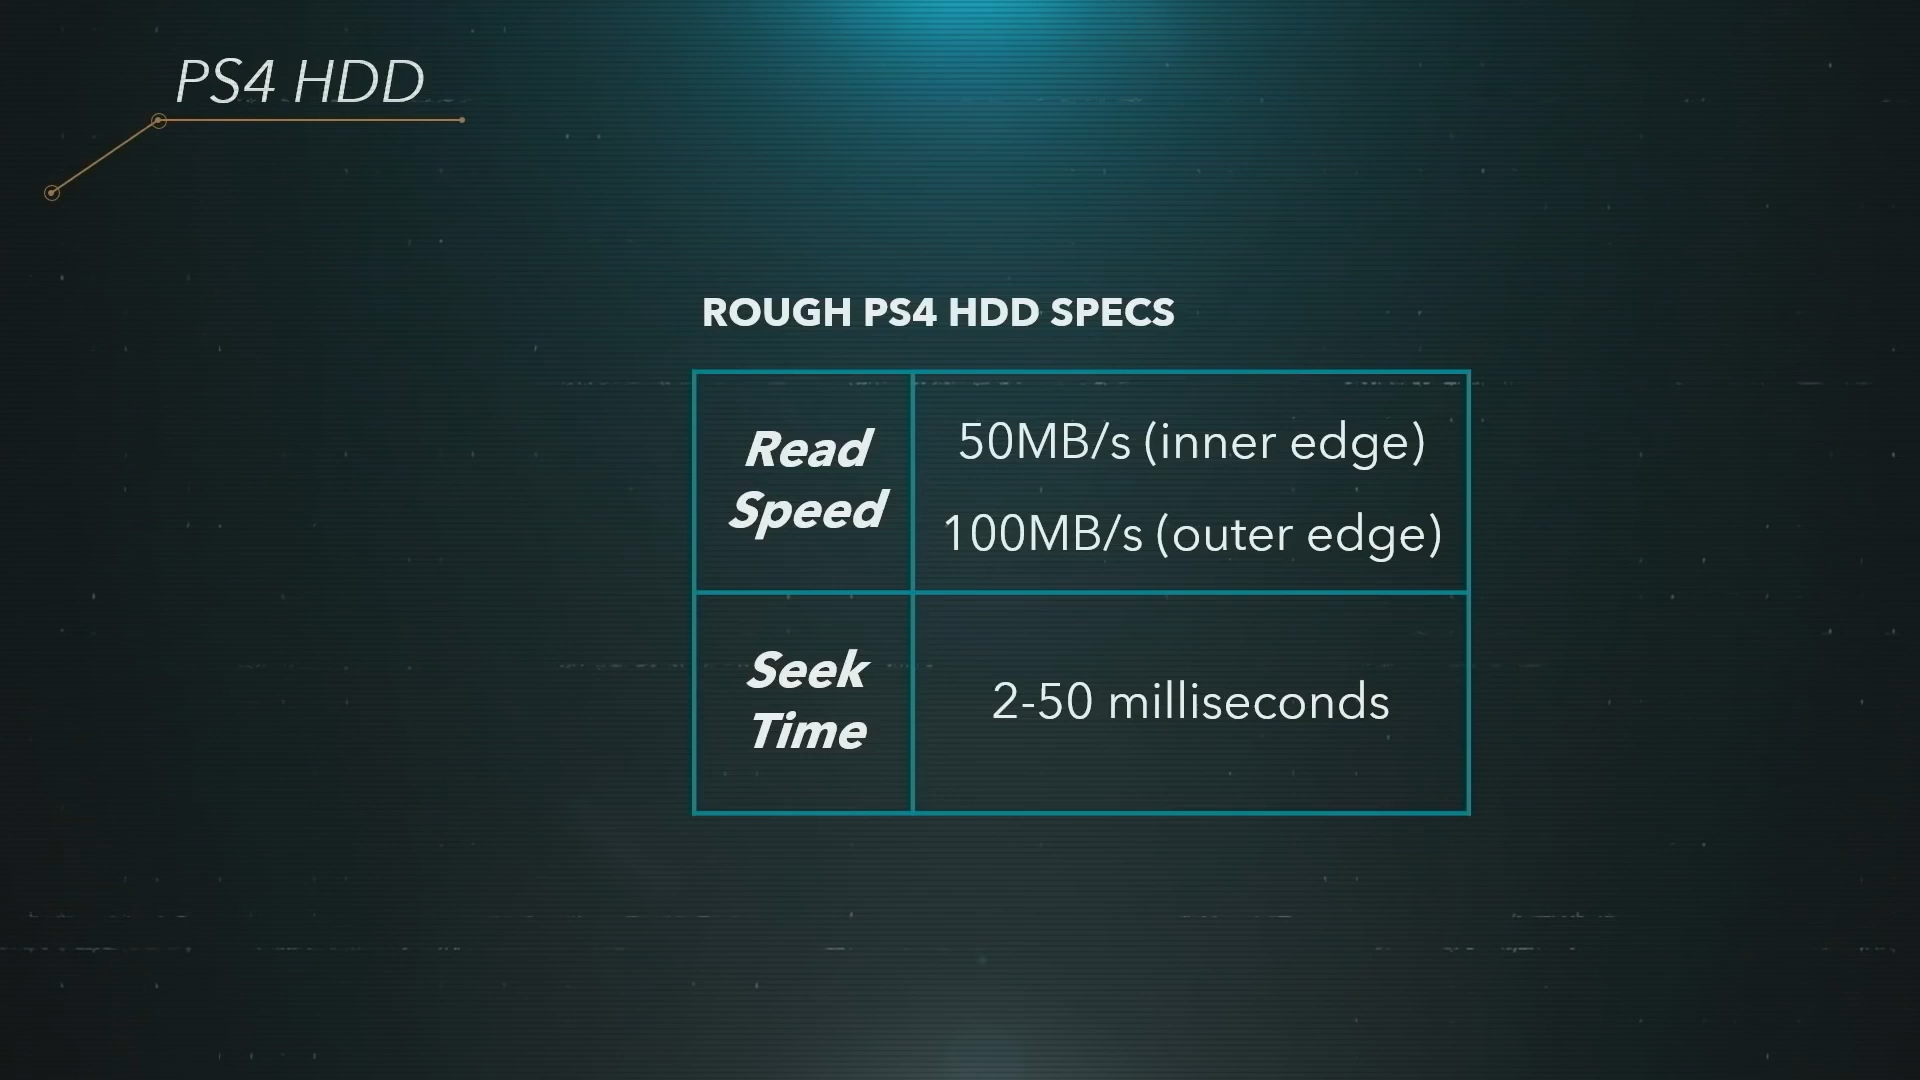 PS4 HDD
ROUGH PS4 HDD SPECS
Read
Speed
50MB/s (inner edge)
100MB/s (outer edge)
Seek
Time
2-50 milliseconds